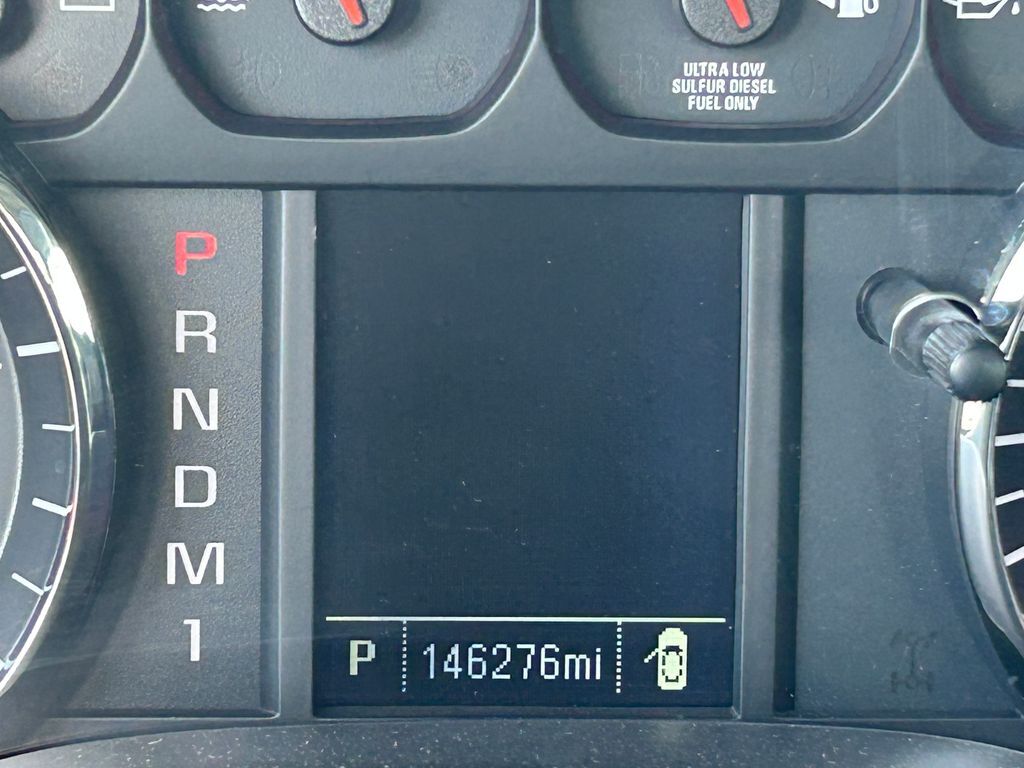 ULTRA LOW
SULFUR DIESEL
FUEL ONLY
P
R
N
D
M
1
P 146276mi